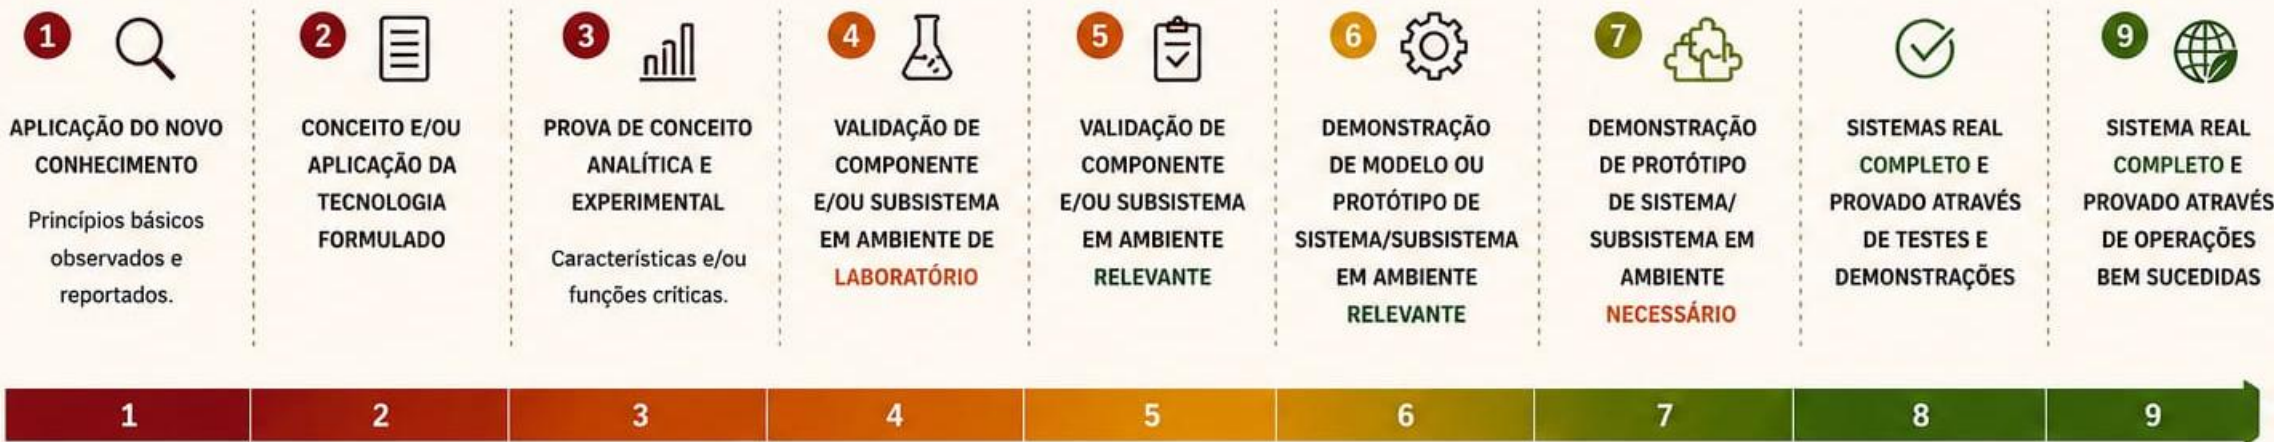 1
APLICAÇÃO DO NOVO
CONHECIMENTO
Princípios básicos
observados e
reportados.
2
CONCEITO E/OU
APLICAÇÃO DA
TECNOLOGIA
FORMULADO
3
PROVA DE CONCEITO
ANALÍTICA E
EXPERIMENTAL
Características e/ou
funções críticas.
4
VALIDAÇÃO DE
COMPONENTE
E/OU SUBSISTEMA
EM AMBIENTE DE
LABORATÓRIO
5
VALIDAÇÃO DE
COMPONENTE
E/OU SUBSISTEMA
EM AMBIENTE
RELEVANTE
6
DEMONSTRAÇÃO
DE MODELO OU
PROTÓTIPO DE
SISTEMA/SUBSISTEMA
EM AMBIENTE
RELEVANTE
7
DEMONSTRAÇÃO
DE PROTÓTIPO
DE SISTEMA/
SUBSISTEMA EM
AMBIENTE
NECESSÁRIO
SISTEMAS REAL
COMPLETO E
PROVADO ATRAVÉS
DE TESTES E
DEMONSTRAÇÕES
9
SISTEMA REAL
COMPLETO E
PROVADO ATRAVÉS
DE OPERAÇÕES
BEM SUCEDIDAS
1 2 3 4 5 6 7 8 9